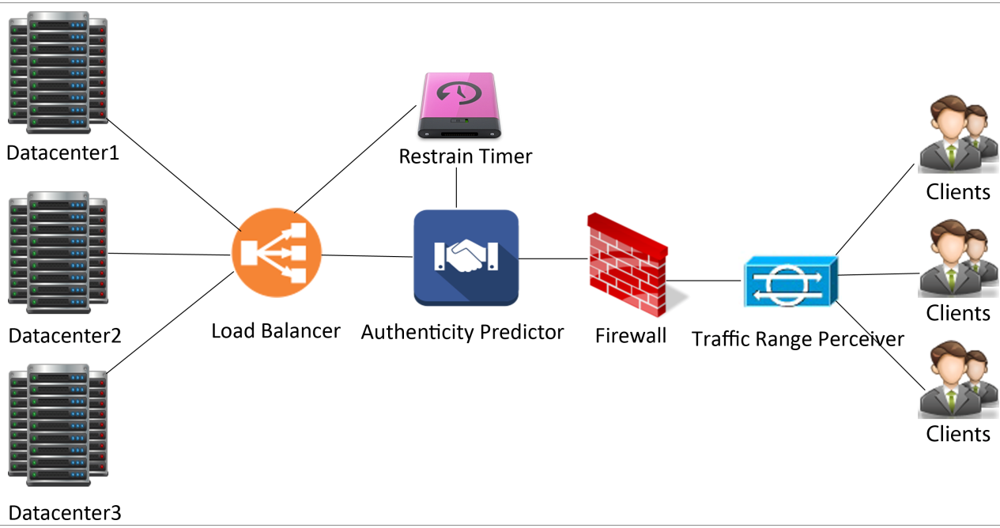 Datacenter1
Restrain Timer
Clients
Datacenter2
Load Balancer
Authenticity Predictor
Firewall
Traffic Range Perceiver
Clients
Datacenter3
Clients